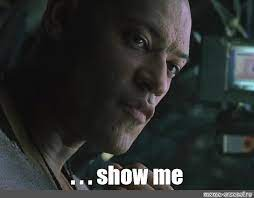 . . . show me